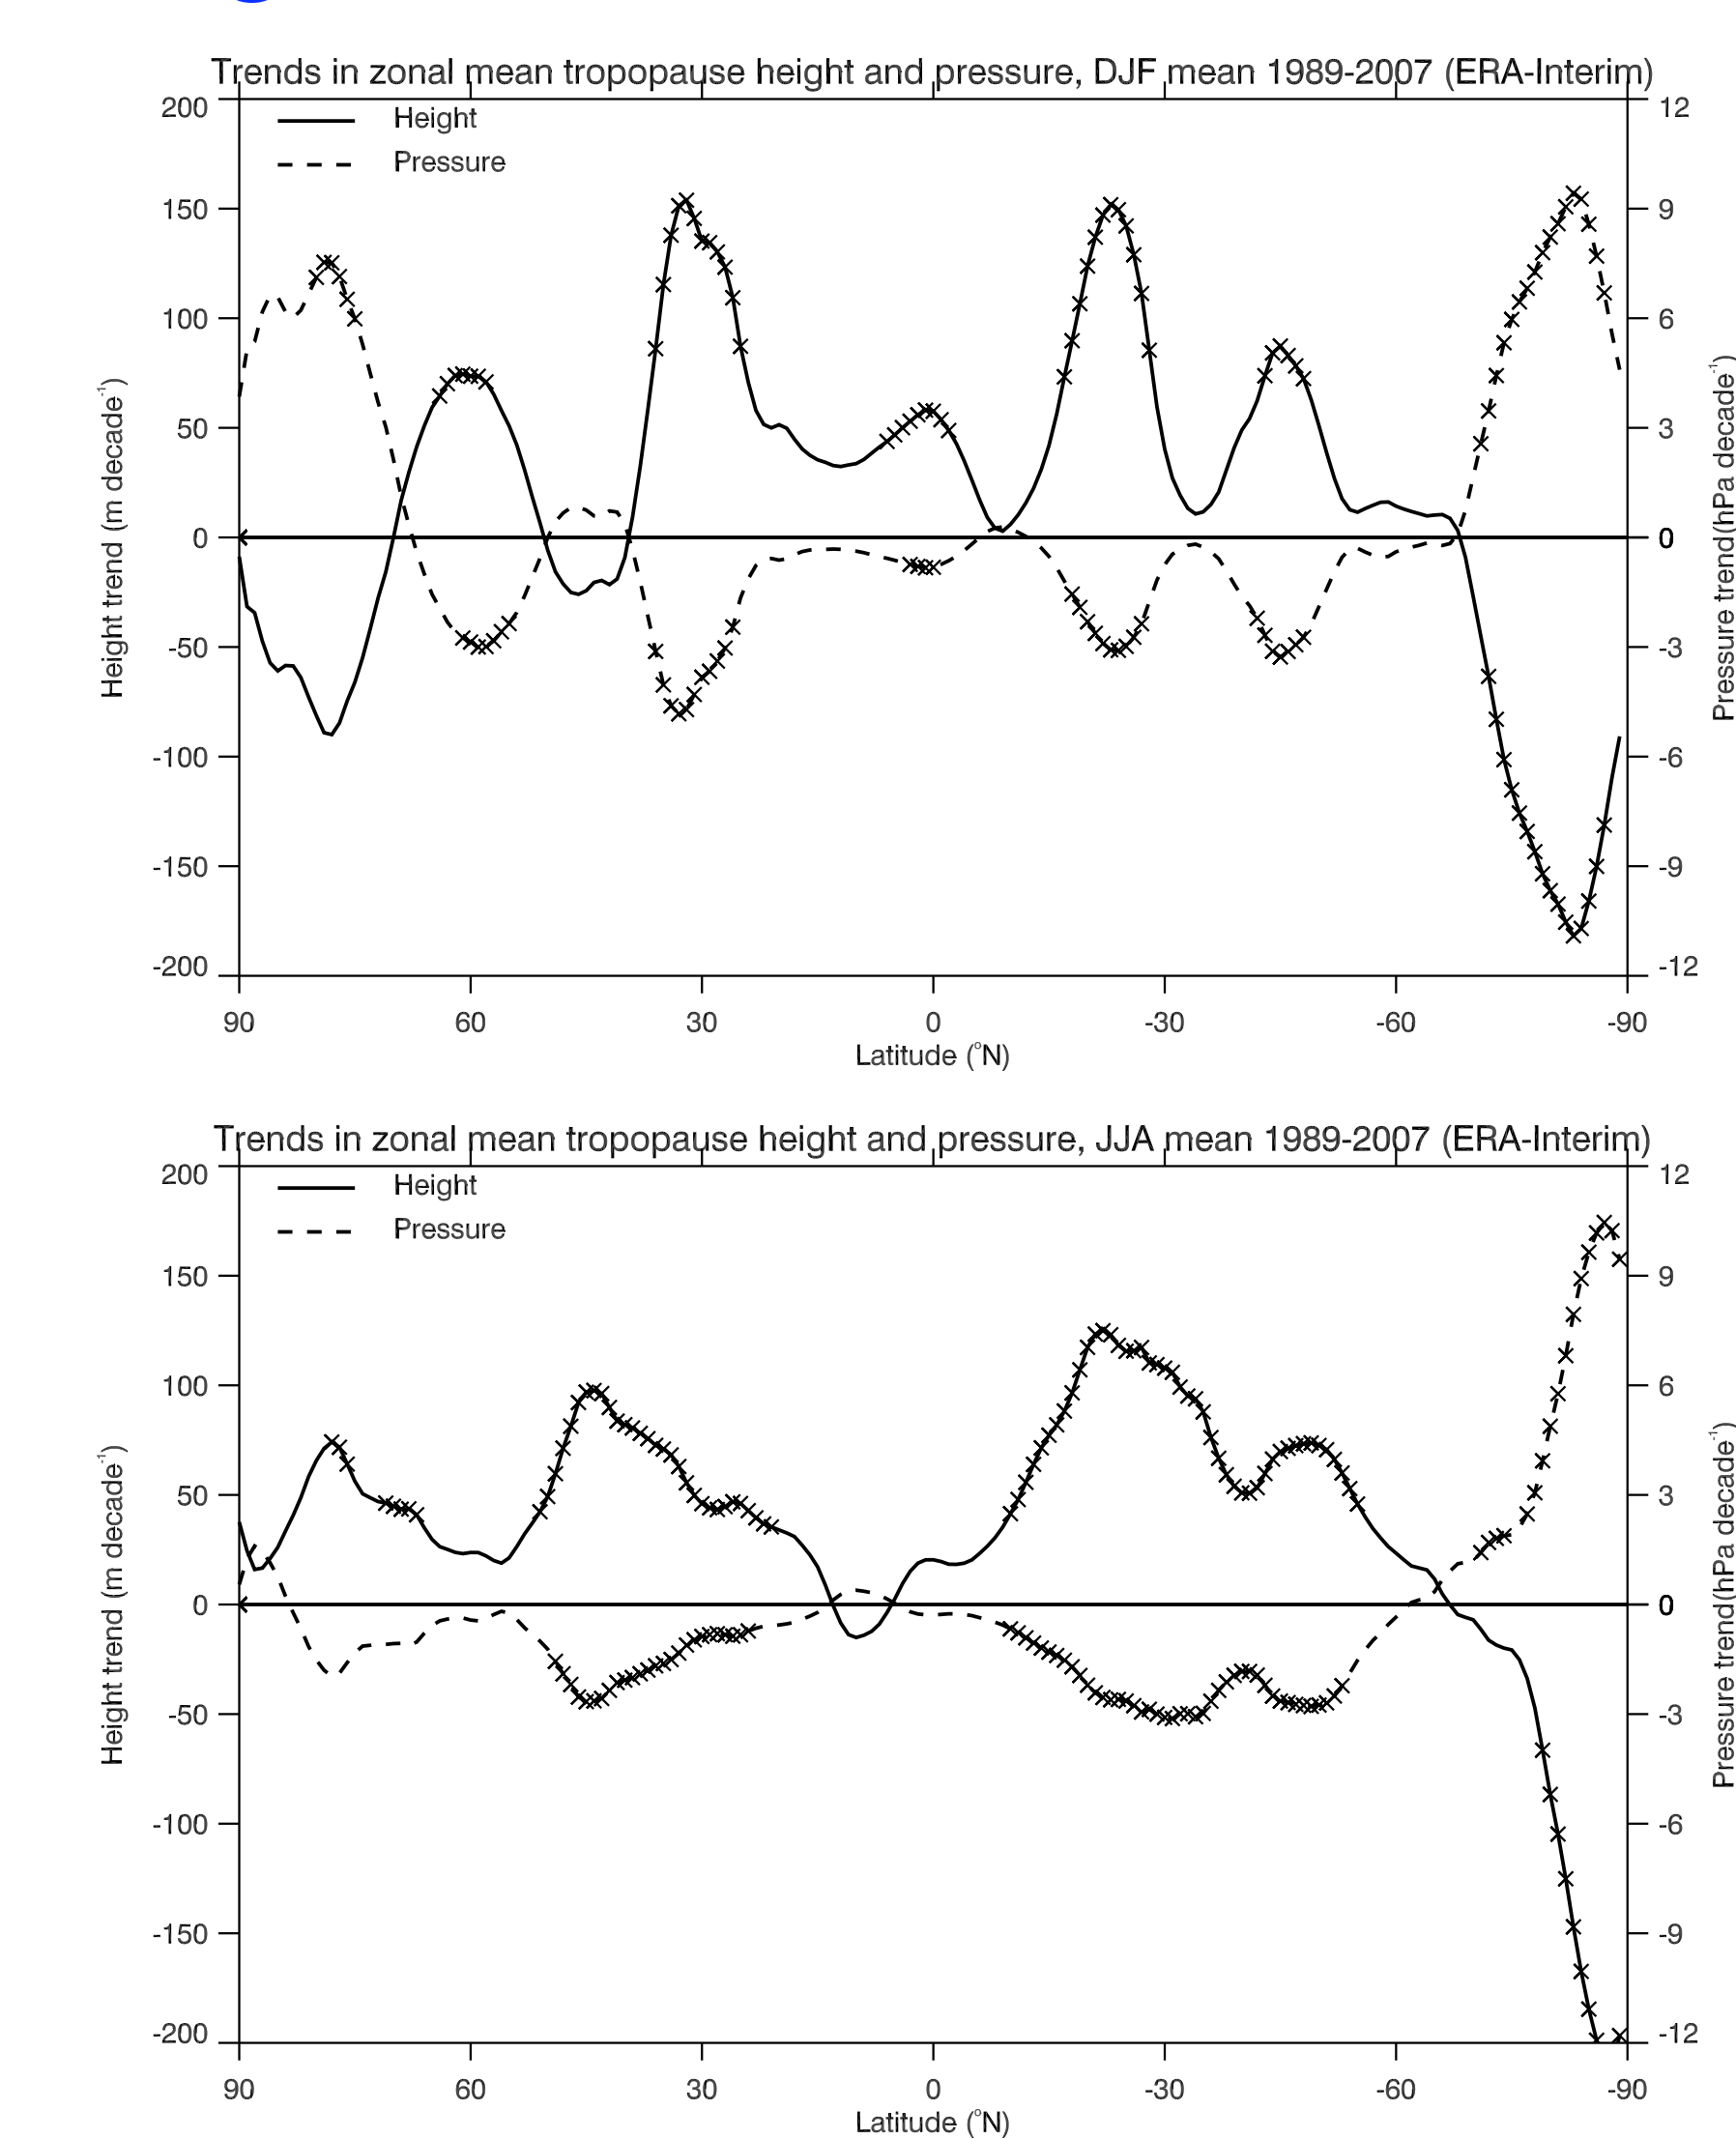 Trends in zonal mean tropopause height and pressure, DJF mean 1989-2007 (ERA-Interim)
Height
Pressure
200
150
100
50
0
-50
-100
-150
-200
12
9
6
3
0
-3
-6
-9
-12
Height trend (m decade⁻¹)
Pressure trend(hPa decade⁻¹)
90 60 30 0 -30 -60 -90
Latitude (°N)
Trends in zonal mean tropopause height and pressure, JJA mean 1989-2007 (ERA-Interim)
Height
Pressure
200
150
100
50
0
-50
-100
-150
-200
12
9
6
3
0
-3
-6
-9
-12
Height trend (m decade⁻¹)
Pressure trend(hPa decade⁻¹)
90 60 30 0 -30 -60 -90
Latitude (°N)